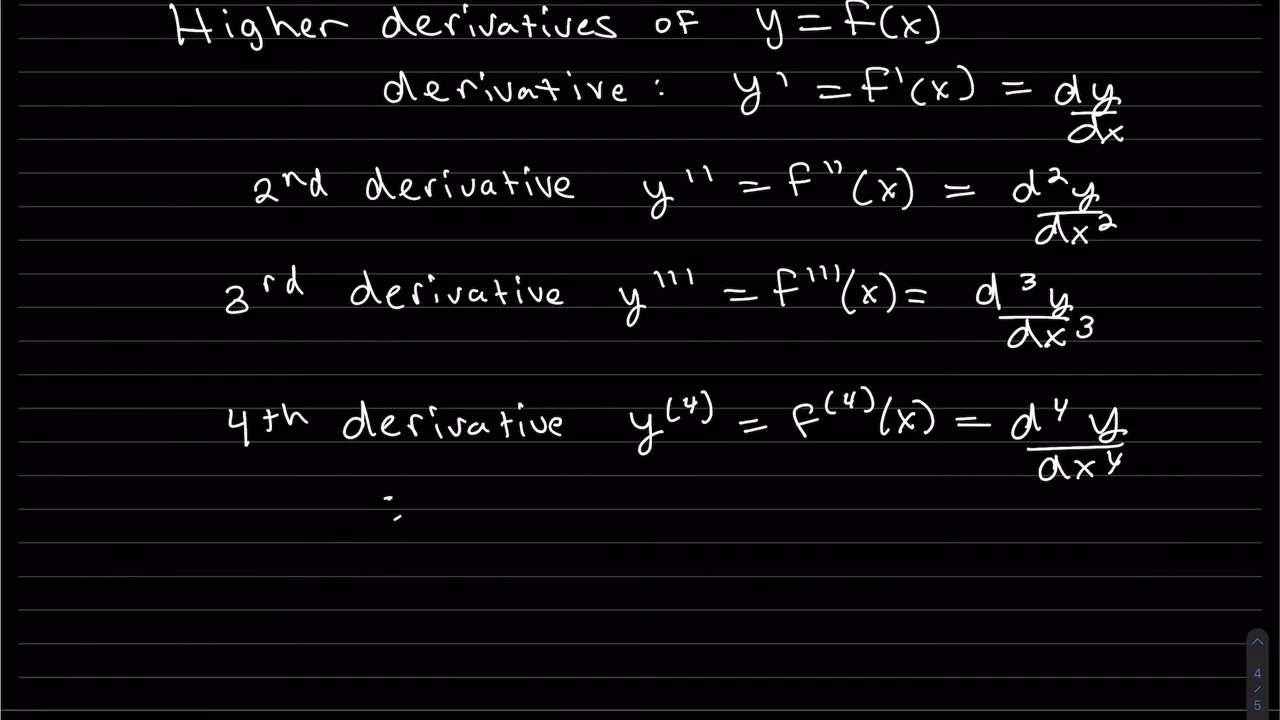 Higher derivatives of y = f(x)
derivative: y' = f'(x) = dy/dx
2nd derivative y'' = f''(x) = d²y/dx²
3rd derivative y''' = f'''(x) = d³y/dx³
4th derivative y⁽⁴⁾ = f⁽⁴⁾(x) = d⁴y/dx⁴
:
4
/
5